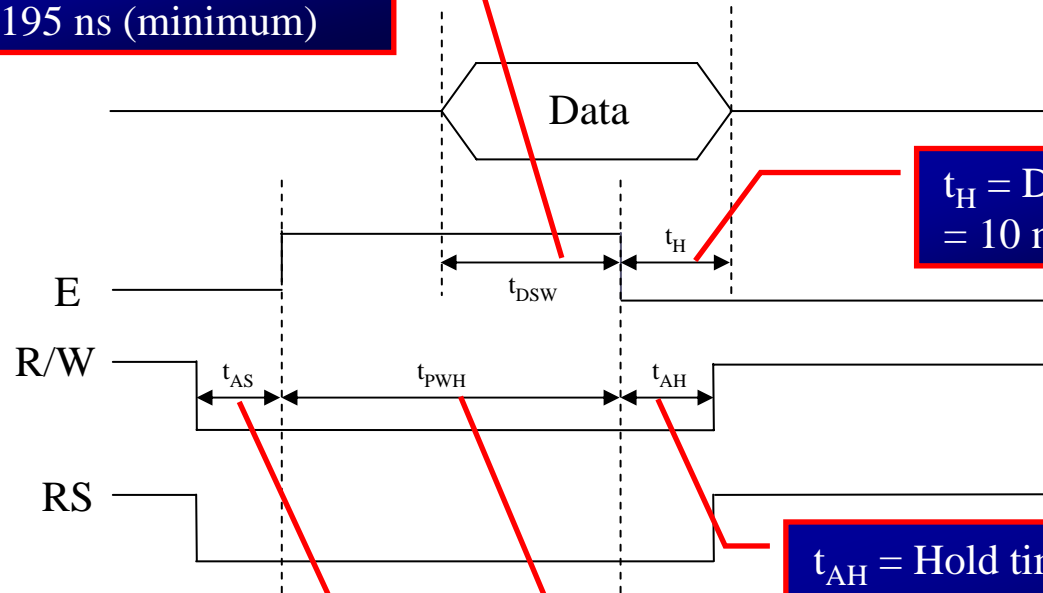 195 ns (minimum)
Data
tH = D
= 10 n
tH
tDSW
E
R/W
tAS
tPWH
tAH
RS
tAH = Hold tim